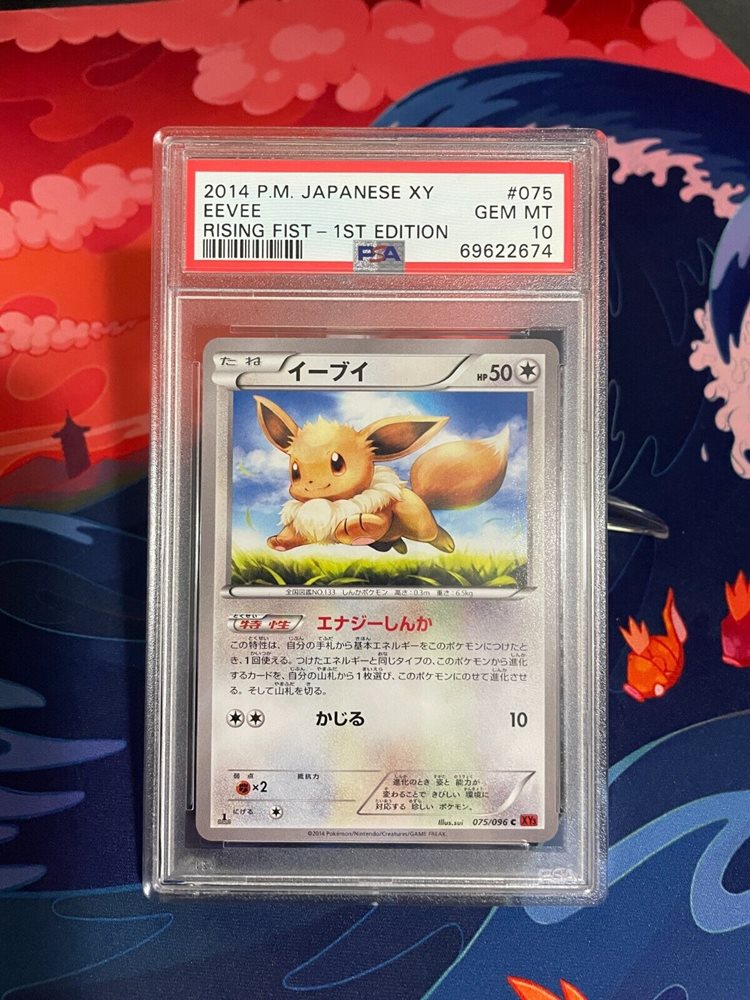 2014 P.M. JAPANESE XY #075
EEVEE GEM MT
RISING FIST - 1ST EDITION 10
PSA 69622674
たね イーブイ HP50
全国図鑑NO.133 しんかポケモン 高さ:0.3m 重さ:6.5kg
特性 エナジーしんか
この特性は、自分の手札から基本エネルギーをこのポケモンにつけたと
き、1回使える。つけたエネルギーと同じタイプの、このポケモンから進化
するカードを、自分の山札から1枚選び、このポケモンにのせて進化させ
る。そして山札を切る。
かじる 10
弱点 抵抗力
×2
にげる
進化のとき 姿と 能力が
変わることで きびしい 環境に
対応する 珍しい ポケモン。
Illus.sui 075/096 C XY3
©2014 Pokémon/Nintendo/Creatures/GAME FREAK.
PSA